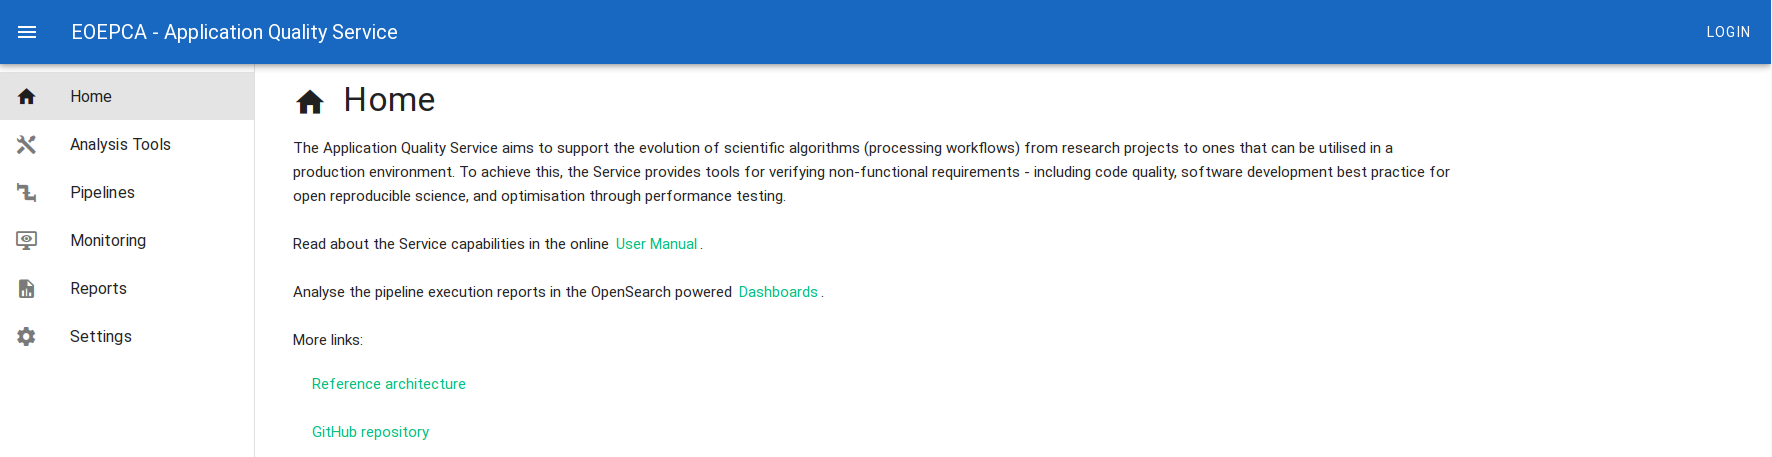 EOEPCA - Application Quality Service
LOGIN
Home
Analysis Tools
Pipelines
Monitoring
Reports
Settings
Home
The Application Quality Service aims to support the evolution of scientific algorithms (processing workflows) from research projects to ones that can be utilised in a
production environment. To achieve this, the Service provides tools for verifying non-functional requirements - including code quality, software development best practice for
open reproducible science, and optimisation through performance testing.
Read about the Service capabilities in the online User Manual.
Analyse the pipeline execution reports in the OpenSearch powered Dashboards.
More links:
Reference architecture
GitHub repository